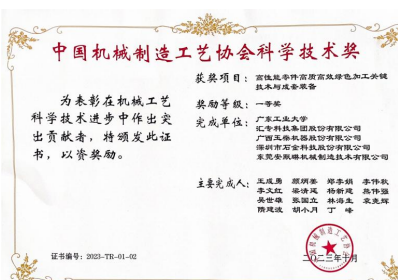 中国机械制造工艺协会科学技术奖
为表彰在机械工艺
科学技术进步中作出突
出贡献者，特颁发此证
书，以资奖励。
获奖项目：高性能零件高质高效绿色加工关键
技术与成套装备
奖励等级：一等奖
完成单位：广东工业大学
汇专科技集团股份有限公司
广西玉柴机器股份有限公司
深圳市石金科技股份有限公司
东莞安默琳机械制造技术有限公司
主要完成人：王成勇 颜炳姜 郑李娟 李伟秋
李文红 梁清延 杨新建 熊伟强
吴世雄 张国立 林海生 袁尧辉
隋建波 胡小月 丁峰
证书编号：2023-TR-01-02
二〇二三年十月